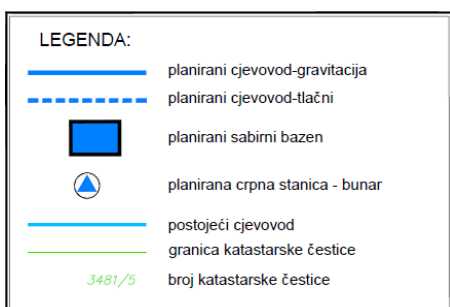 LEGENDA:
planirani cjevovod-gravitacija
planirani cjevovod-tlačni
planirani sabirni bazen
planirana crpna stanica - bunar
postojeći cjevovod
granica katastarske čestice
3481/5 broj katastarske čestice